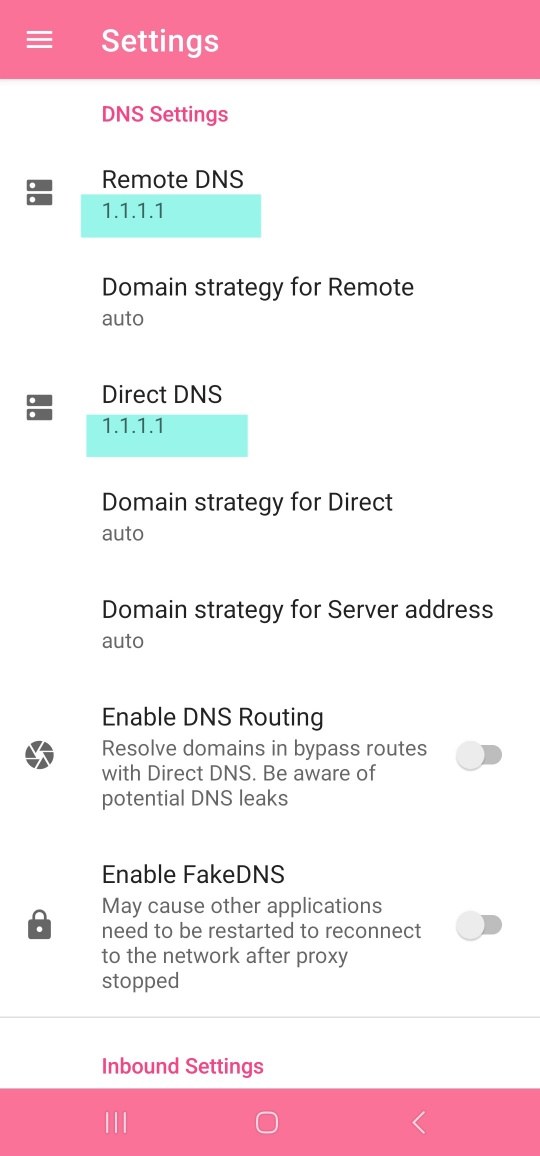 Settings
DNS Settings
Remote DNS
1.1.1.1
Domain strategy for Remote
auto
Direct DNS
1.1.1.1
Domain strategy for Direct
auto
Domain strategy for Server address
auto
Enable DNS Routing
Resolve domains in bypass routes
with Direct DNS. Be aware of
potential DNS leaks
Enable FakeDNS
May cause other applications
need to be restarted to reconnect
to the network after proxy
stopped
Inbound Settings